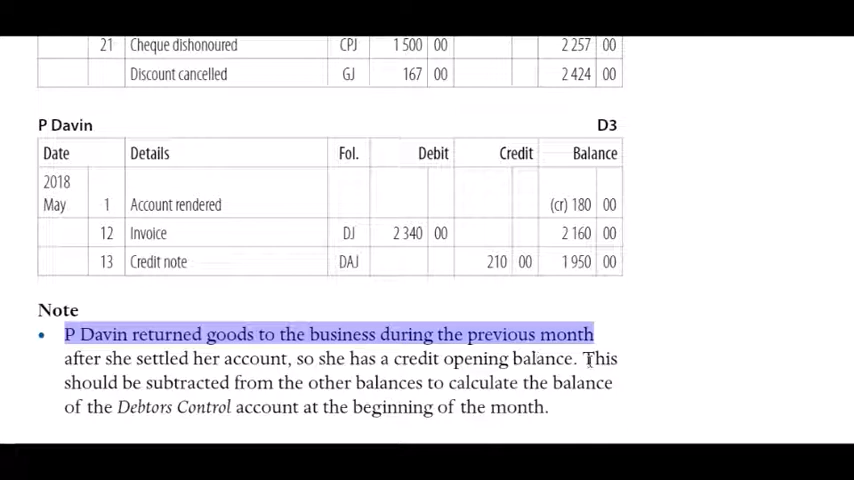 21 Cheque dishonoured CPJ 1 500 00 2 257 00
Discount cancelled GJ 167 00 2 424 00
P Davin D3
Date Details Fol. Debit Credit Balance
2018
May 1 Account rendered (cr) 180 00
12 Invoice DJ 2 340 00 2 160 00
13 Credit note DAJ 210 00 1 950 00
Note
• P Davin returned goods to the business during the previous month
after she settled her account, so she has a credit opening balance. This
should be subtracted from the other balances to calculate the balance
of the Debtors Control account at the beginning of the month.